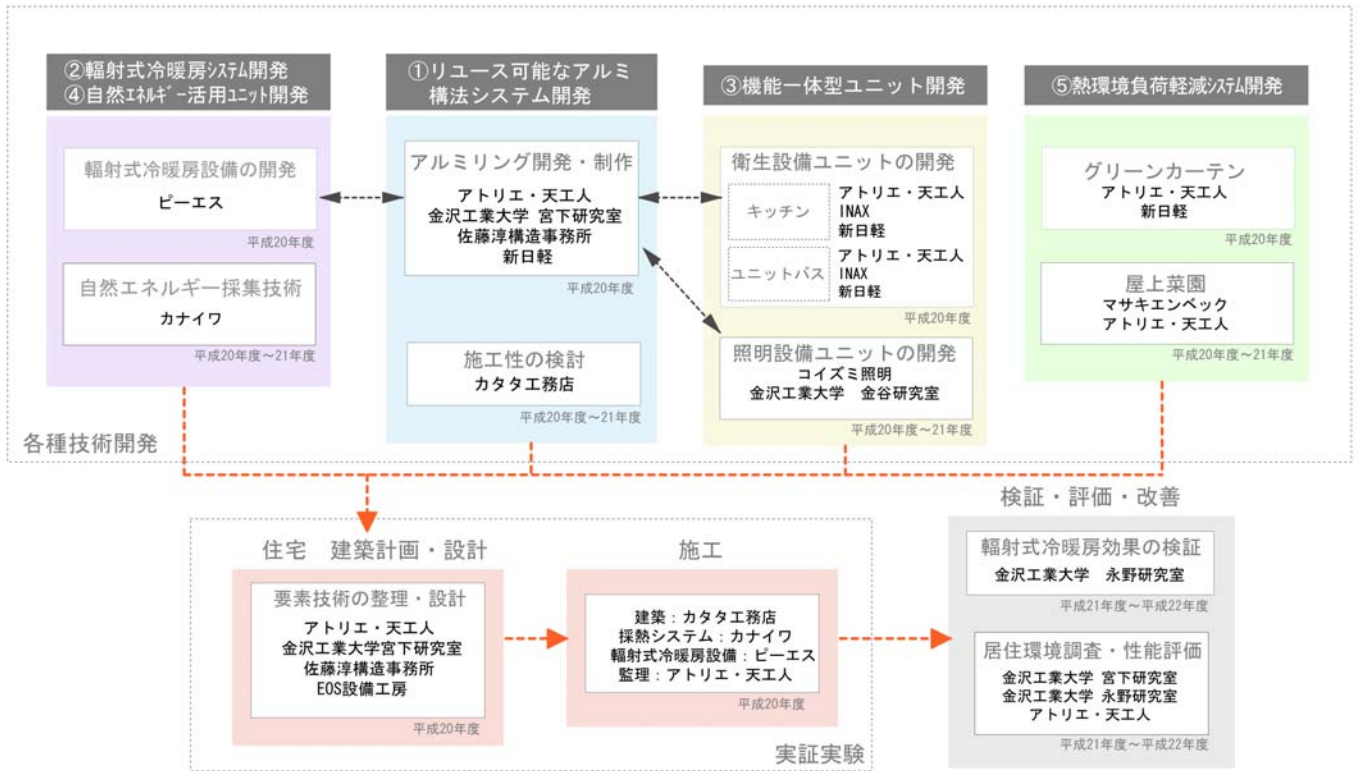 ②輻射式冷暖房システム開発
④自然エネルギー活用ユニット開発
輻射式冷暖房設備の開発
ピーエス
平成20年度
自然エネルギー採集技術
カナイワ
平成20年度～21年度
①リユース可能なアルミ
構法システム開発
アルミリング開発・制作
アトリエ・天工人
金沢工業大学 宮下研究室
佐藤淳構造事務所
新日軽
平成20年度
施工性の検討
カタタ工務店
平成20年度～21年度
③機能一体型ユニット開発
衛生設備ユニットの開発
キッチン
アトリエ・天工人
INAX
新日軽
ユニットバス
アトリエ・天工人
INAX
新日軽
平成20年度
照明設備ユニットの開発
コイズミ照明
金沢工業大学 金谷研究室
平成20年度～21年度
⑤熱環境負荷軽減システム開発
グリーンカーテン
アトリエ・天工人
新日軽
平成20年度
屋上菜園
マサキエンベック
アトリエ・天工人
平成20年度～21年度
各種技術開発
住宅 建築計画・設計
要素技術の整理・設計
アトリエ・天工人
金沢工業大学宮下研究室
佐藤淳構造事務所
EOS設備工房
平成20年度
施工
建築：カタタ工務店
採熱システム：カナイワ
輻射式冷暖房設備：ピーエス
監理：アトリエ・天工人
平成20年度
実証実験
検証・評価・改善
輻射式冷暖房効果の検証
金沢工業大学 永野研究室
平成21年度～平成22年度
居住環境調査・性能評価
金沢工業大学 宮下研究室
金沢工業大学 永野研究室
アトリエ・天工人
平成21年度～平成22年度